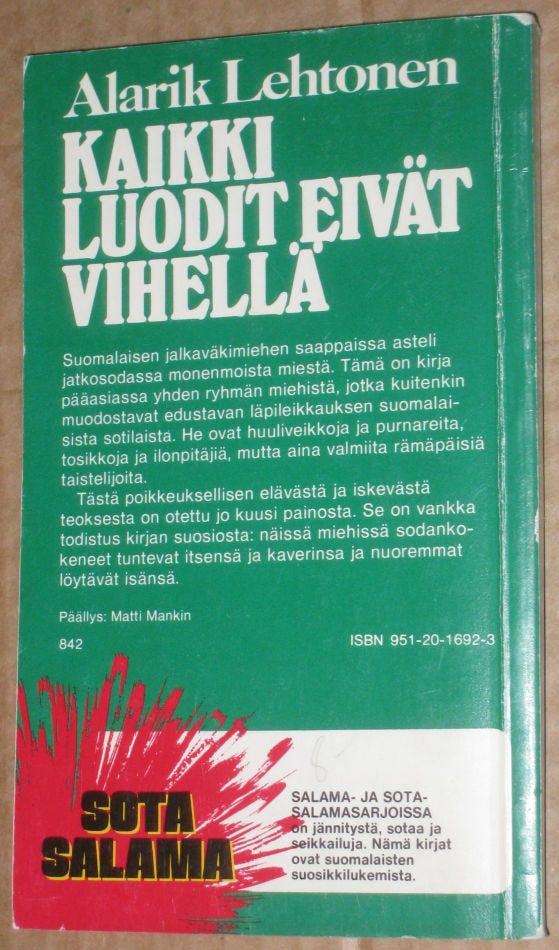 Alarik Lehtonen
KAIKKI
LUODIT EIVÄT
VIHELLÄ
Suomalaisen jalkaväkimiehen saappaissa asteli
jatkosodassa monenmoista miestä. Tämä on kirja
pääasiassa yhden ryhmän miehistä, jotka kuitenkin
muodostavat edustavan läpileikkauksen suomalai-
sista sotilaista. He ovat huuliveikkoja ja purnareita,
tosikkoja ja ilonpitäjiä, mutta aina valmiita rämäpäisiä
taistelijoita.
Tästä poikkeuksellisen elävästä ja iskevästä
teoksesta on otettu jo kuusi painosta. Se on vankka
todistus kirjan suosiosta: näissä miehissä sodanko-
keneet tuntevat itsensä ja kaverinsa ja nuoremmat
löytävät isänsä.
Päällys: Matti Mankin
842 ISBN 951-20-1692-3
SOTA
SALAMA
SALAMA- JA SOTA-
SALAMASARJOISSA
on jännitystä, sotaa ja
seikkailuja. Nämä kirjat
ovat suomalaisten
suosikkilukemista.